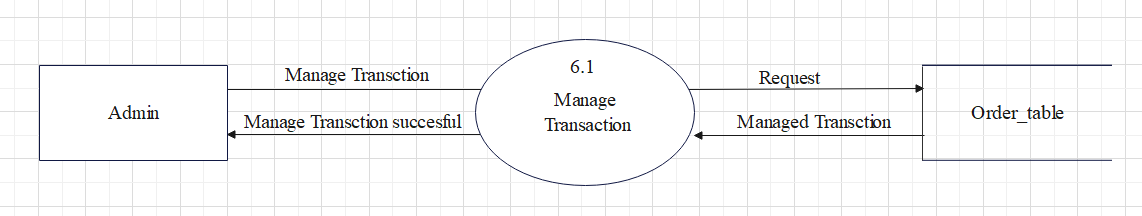 6.1
Manage Transction
Request
Admin
Manage
Transaction
Order_table
Manage Transction succesful
Managed Transction